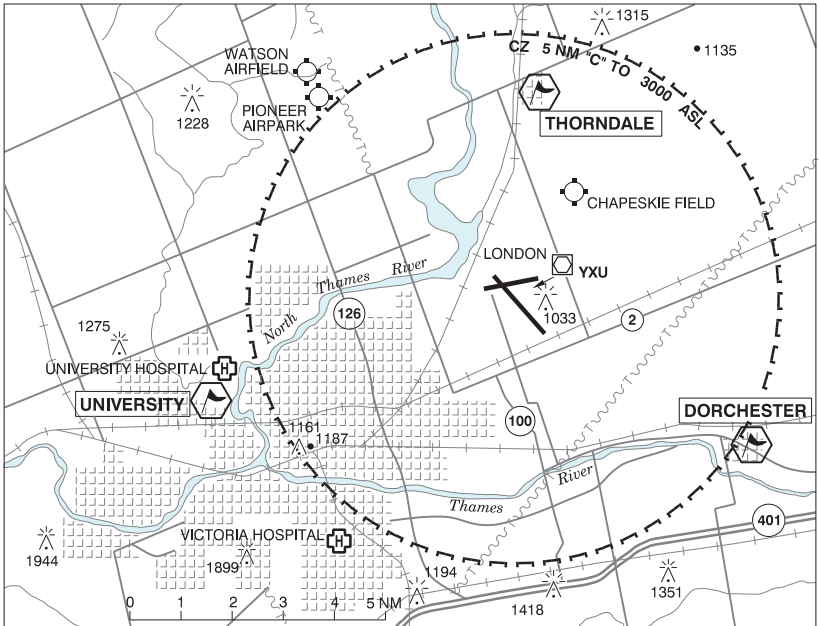 1315
CZ 5 NM "C" TO 3000 ASL
1135
WATSON
AIRFIELD
1228
PIONEER
AIRPARK
THORNDALE
CHAPESKIE FIELD
LONDON
YXU
1033
North Thames River
126
2
1275
UNIVERSITY HOSPITAL
H
UNIVERSITY
100
DORCHESTER
1161
1187
Thames River
401
VICTORIA HOSPITAL
H
1944
1899
1194
1418
1351
0 1 2 3 4 5 NM